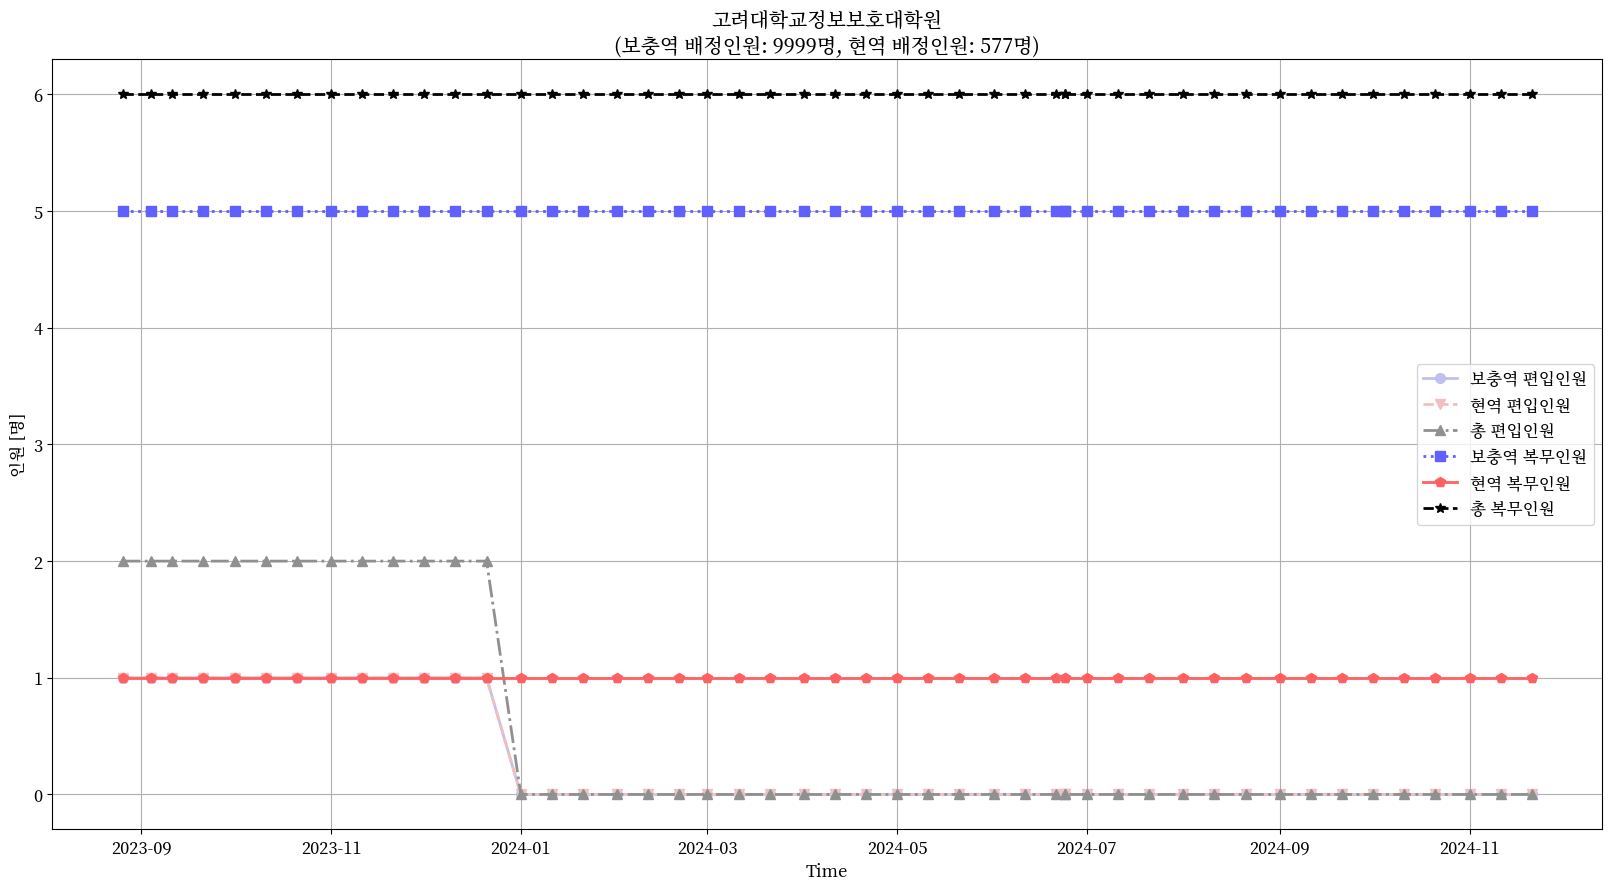 고려대학교정보보호대학원
(보충역 배정인원: 9999명, 현역 배정인원: 577명)
6
5
4
3
2
1
0
인원 [명]
보충역 편입인원
현역 편입인원
총 편입인원
보충역 복무인원
현역 복무인원
총 복무인원
2023-09 2023-11 2024-01 2024-03 2024-05 2024-07 2024-09 2024-11
Time